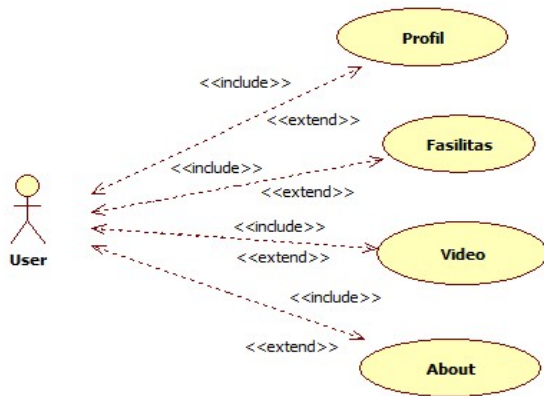 Profil
<<include>>
<<extend>>
Fasilitas
<<include>>
<<extend>>
User
<<include>>
<<extend>>
Video
<<include>>
<<extend>>
About